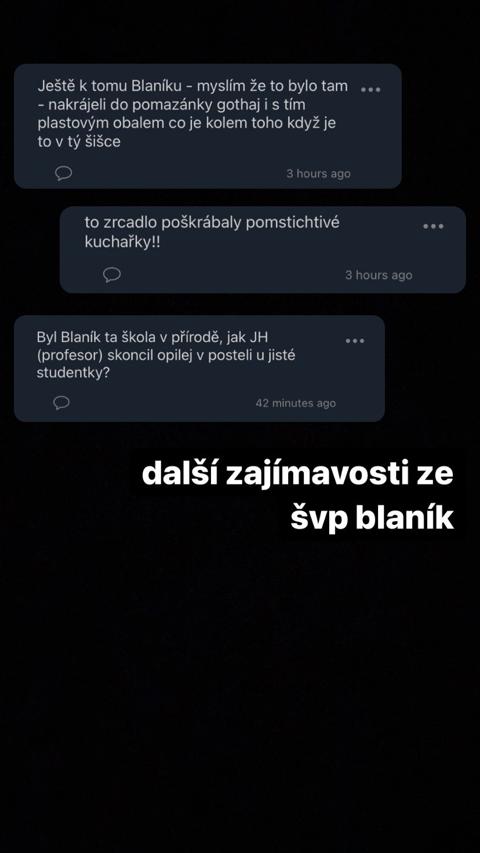 Ještě k tomu Blaníku - myslím že to bylo tam
- nakrájeli do pomazánky gothaj i s tím
plastovým obalem co je kolem toho když je
to v tý šišce
3 hours ago
to zrcadlo poškrábaly pomstichtivé
kuchařky!!
3 hours ago
Byl Blaník ta škola v přírodě, jak JH
(profesor) skoncil opilej v posteli u jisté
studentky?
42 minutes ago
další zajímavosti ze
švp blaník